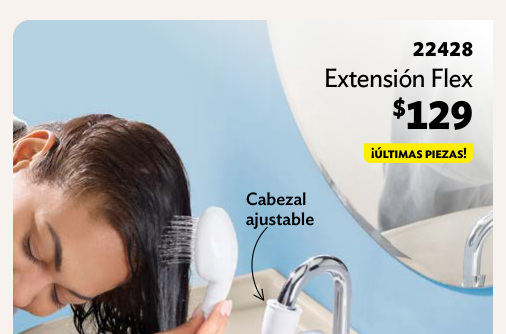 22428
Extensión Flex
$129
¡ÚLTIMAS PIEZAS!
Cabezal
ajustable